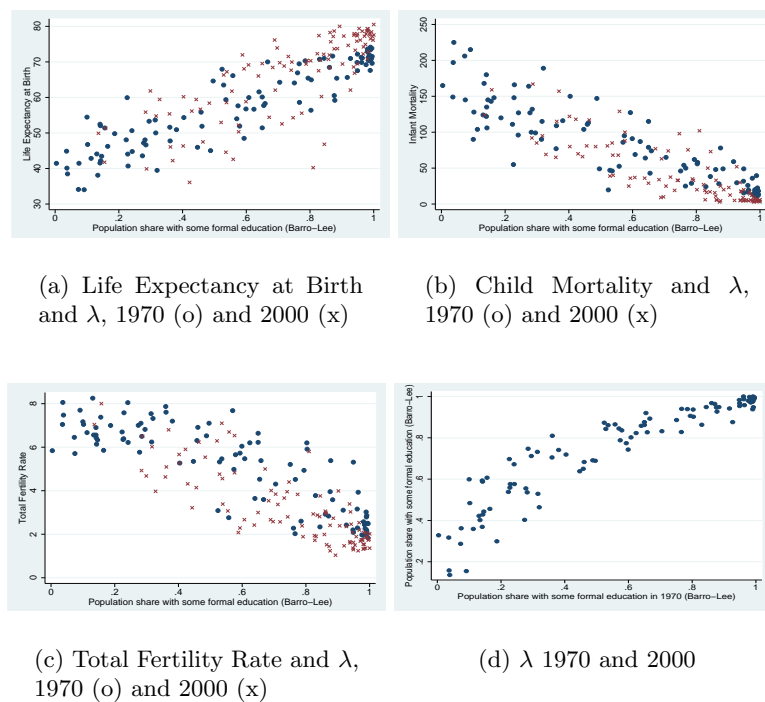 Life Expectancy at Birth
30 40 50 60 70 80
0 .2 .4 .6 .8 1
Population share with some formal education (Barro−Lee)
Infant Mortality
0 50 100 150 200 250
0 .2 .4 .6 .8 1
Population share with some formal education (Barro−Lee)
(a) Life Expectancy at Birth
and λ, 1970 (o) and 2000 (x)
(b) Child Mortality and λ,
1970 (o) and 2000 (x)
Total Fertility Rate
0 2 4 6 8
0 .2 .4 .6 .8 1
Population share with some formal education (Barro−Lee)
Population share with some formal education (Barro−Lee)
.2 .4 .6 .8 1
0 .2 .4 .6 .8 1
Population share with some formal education in 1970 (Barro−Lee)
(c) Total Fertility Rate and λ,
1970 (o) and 2000 (x)
(d) λ 1970 and 2000